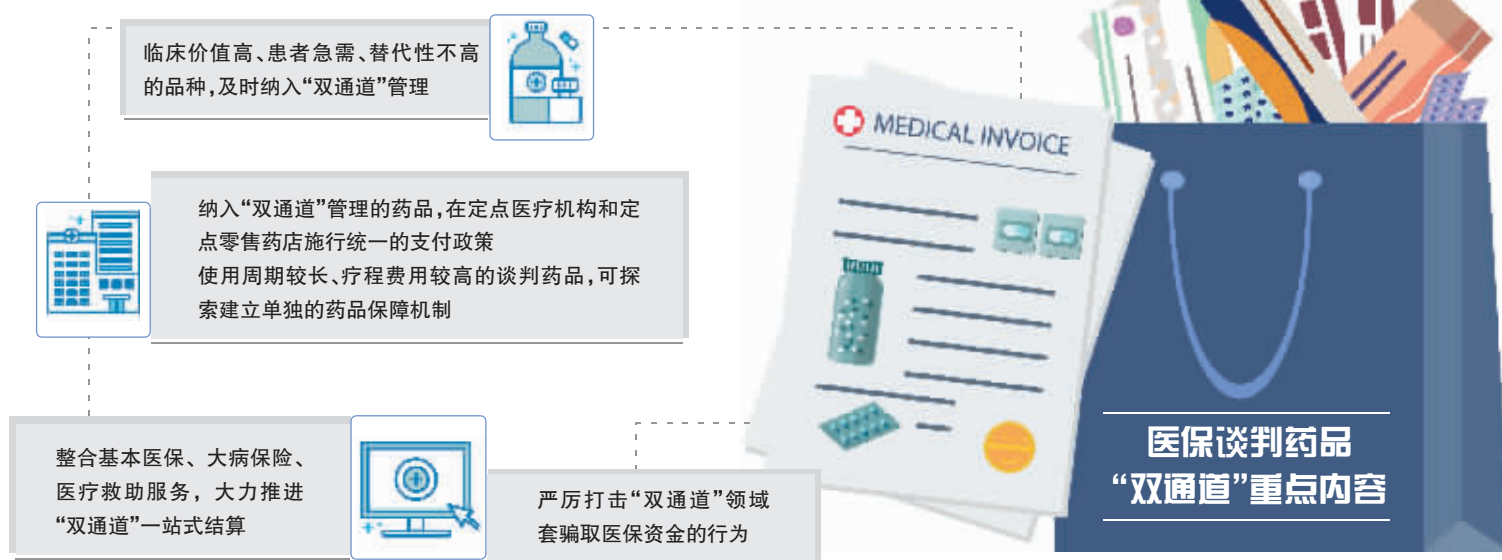 临床价值高、患者急需、替代性不高
的品种，及时纳入“双通道”管理
纳入“双通道”管理的药品，在定点医疗机构和定
点零售药店施行统一的支付政策
使用周期较长、疗程费用较高的谈判药品，可探
索建立单独的药品保障机制
整合基本医保、大病保险、
医疗救助服务，大力推进
“双通道”一站式结算
严厉打击“双通道”领域
套骗取医保资金的行为
MEDICAL INVOICE
医保谈判药品
“双通道”重点内容